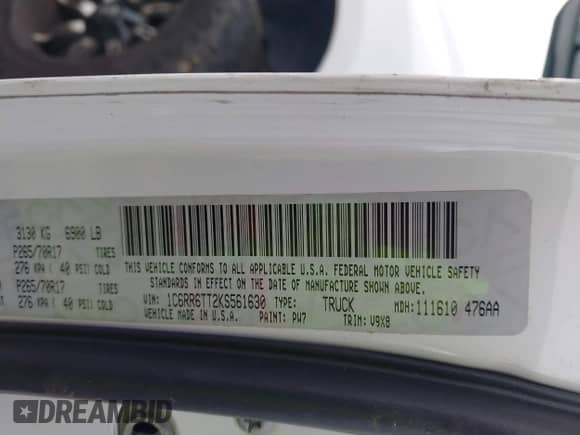 3130 KG 6900 LB
P265/70R17 TIRES
276 KPA ( 40 PSI) COLD
P265/70R17 TIRES
276 KPA ( 40 PSI) COLD
THIS VEHICLE CONFORMS TO ALL APPLICABLE U.S.A. FEDERAL MOTOR VEHICLE SAFETY
STANDARDS IN EFFECT ON THE DATE OF MANUFACTURE SHOWN ABOVE.
VIN: 1C6RR6TT2KS561630 TYPE: TRUCK MDH: 111610 476AA
VEHICLE MADE IN U.S.A. PAINT: PW7 TRIM: V9X8
DREAMBID